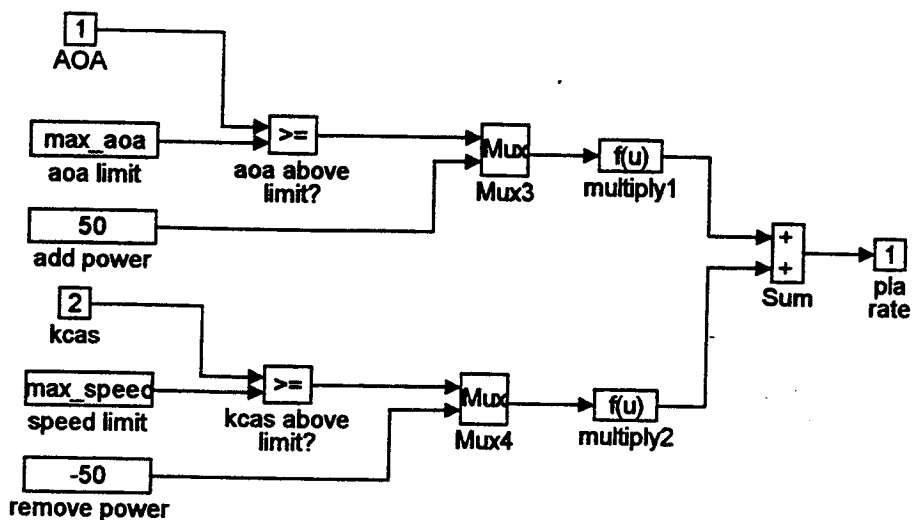 1
AOA
max_aoa
aoa limit
>=
aoa above
limit?
50
add power
Mux
Mux3
f(u)
multiply1
2
kcas
max_speed
speed limit
>=
kcas above
limit?
-50
remove power
Mux
Mux4
f(u)
multiply2
+
+
Sum
1
pla
rate